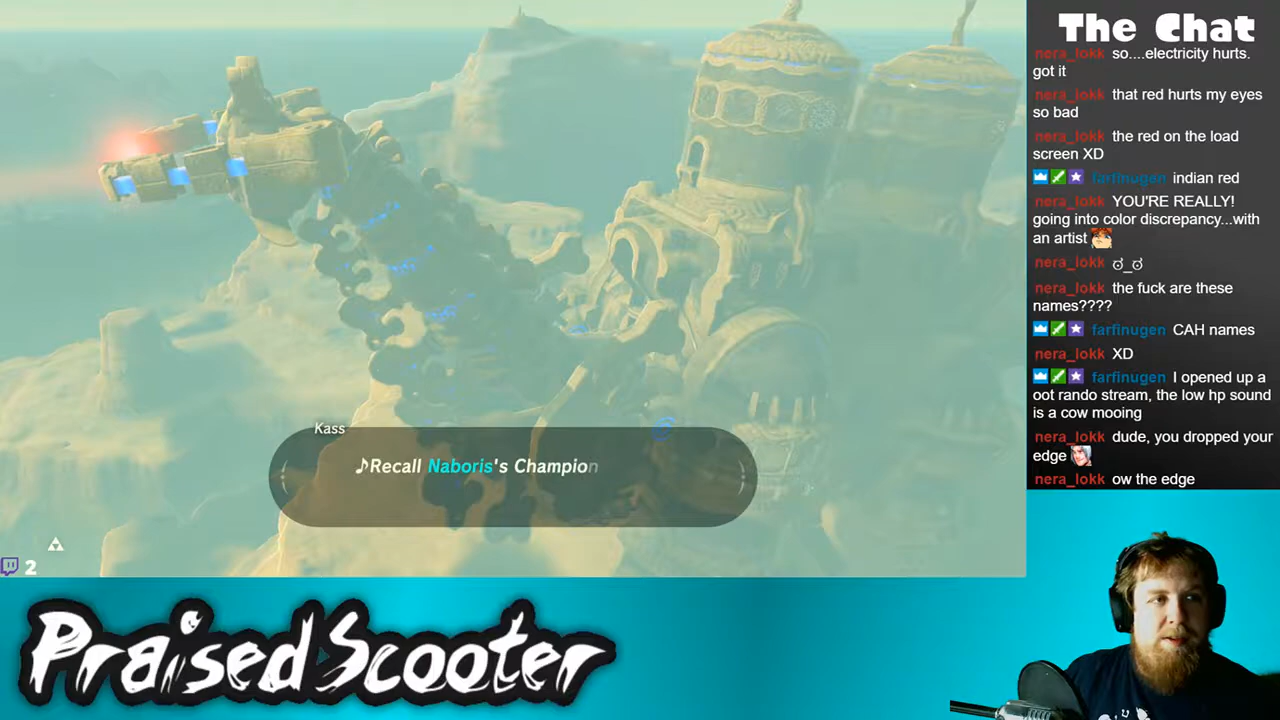 The Chat
nera_lokk so....electricity hurts.
got it
nera_lokk that red hurts my eyes
so bad
nera_lokk the red on the load
screen XD
farfinugen indian red
nera_lokk YOU'RE REALLY!
going into color discrepancy...with
an artist
nera_lokk ಠ_ಠ
nera_lokk the fuck are these
names????
farfinugen CAH names
nera_lokk XD
farfinugen I opened up a
oot rando stream, the low hp sound
is a cow mooing
nera_lokk dude, you dropped your
edge
nera_lokk ow the edge
Kass
♪Recall Naboris's Champion
2
PraisedScooter